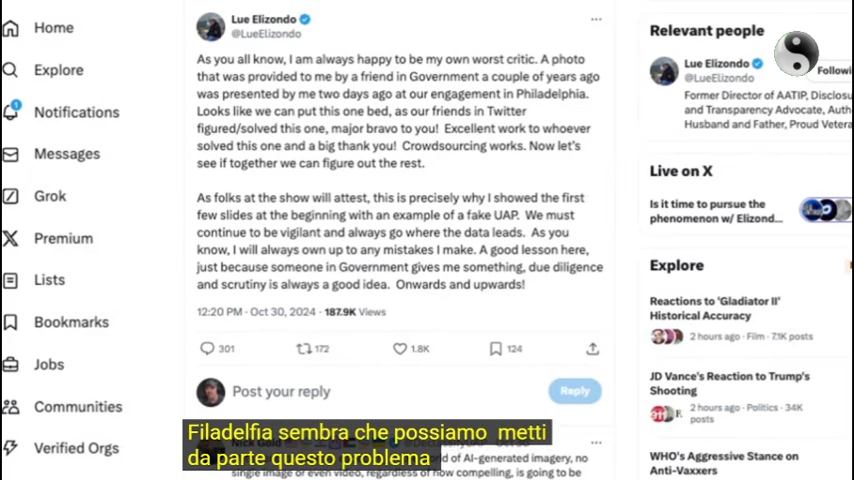 Home
Explore
1
Notifications
Messages
Grok
Premium
Lists
Bookmarks
Jobs
Communities
Verified Orgs
Lue Elizondo
@LueElizondo
As you all know, I am always happy to be my own worst critic. A photo
that was provided to me by a friend in Government a couple of years ago
was presented by me two days ago at our engagement in Philadelphia.
Looks like we can put this one bed, as our friends in Twitter
figured/solved this one, major bravo to you! Excellent work to whoever
solved this one and a big thank you! Crowdsourcing works. Now let's
see if together we can figure out the rest.
As folks at the show will attest, this is precisely why I showed the first
few slides at the beginning with an example of a fake UAP. We must
continue to be vigilant and always go where the data leads. As you
know, I will always own up to any mistakes I make. A good lesson here,
just because someone in Government gives me something, due diligence
and scrutiny is always a good idea. Onwards and upwards!
12:20 PM · Oct 30, 2024 · 187.9K Views
301
172
1.8K
124
Post your reply
Reply
Filadelfia sembra che possiamo metti
da parte questo problema
of AI-generated imagery, no
single image or even video, regardless of how compelling, is going to be
Relevant people
Lue Elizondo
@LueElizondo
Followin
Former Director of AATIP, Disclosu
and Transparency Advocate, Auth
Husband and Father, Proud Vetera
Live on X
Is it time to pursue the
phenomenon w/ Elizond...
Explore
Reactions to 'Gladiator II'
Historical Accuracy
2 hours ago · Film · 7.1K posts
JD Vance's Reaction to Trump's
Shooting
2 hours ago · Politics · 34K
posts
WHO's Aggressive Stance on
Anti-Vaxxers